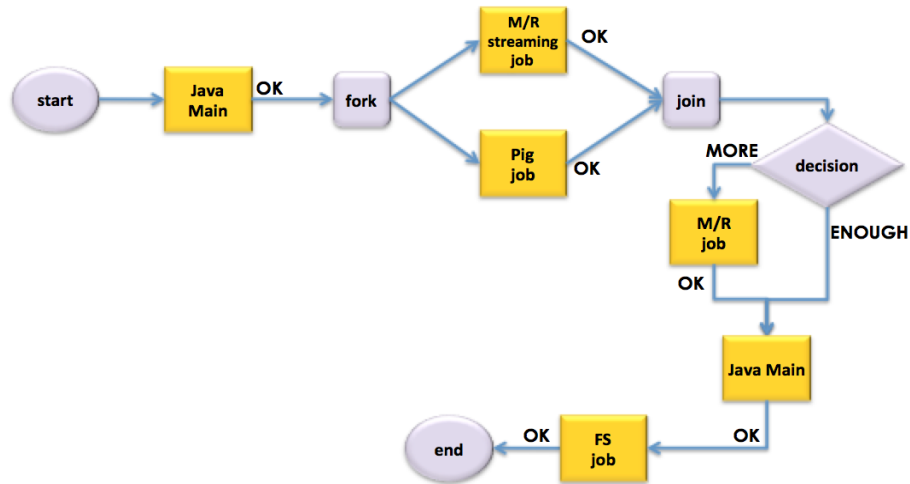 start
Java
Main
OK
fork
M/R
streaming
job
OK
Pig
job
OK
join
decision
MORE
M/R
job
OK
ENOUGH
Java Main
OK
FS
job
OK
end